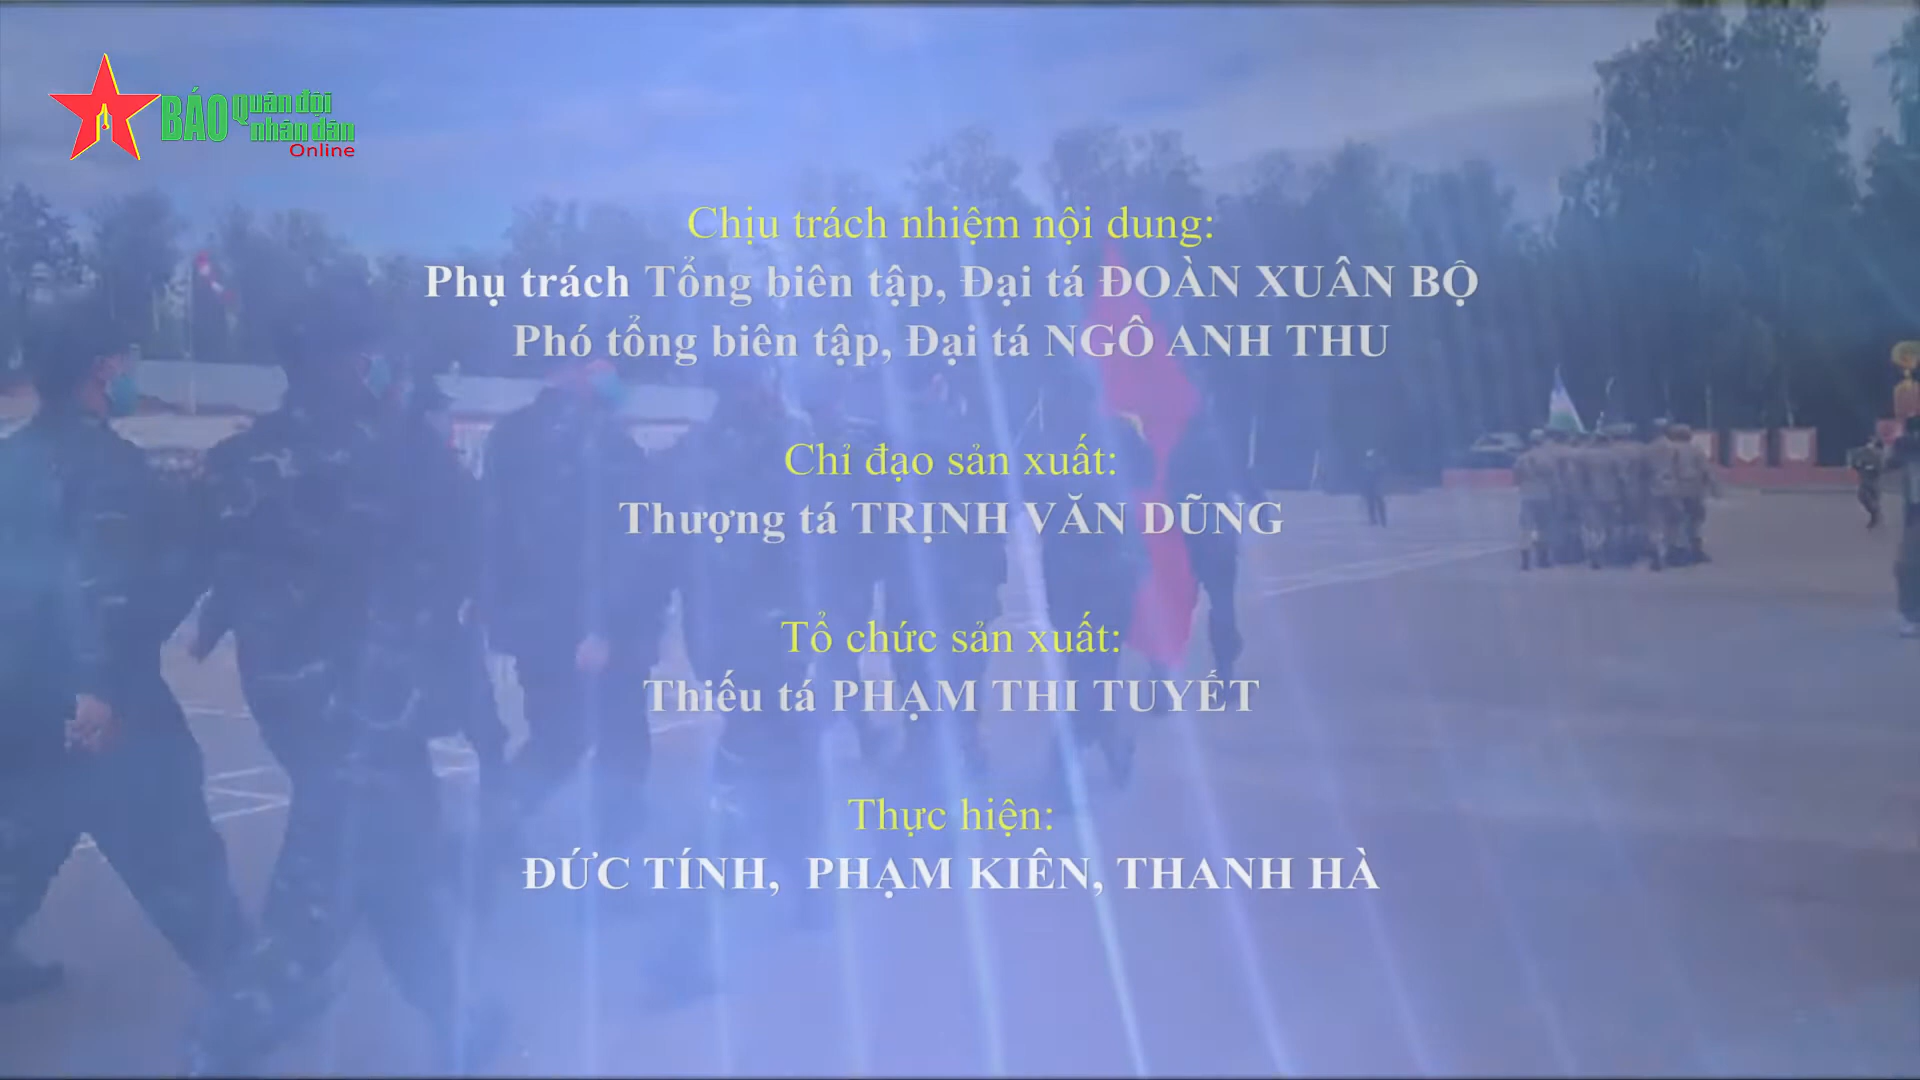 BÁO Quân đội
nhân dân
Online
Chịu trách nhiệm nội dung:
Phụ trách Tổng biên tập, Đại tá ĐOÀN XUÂN BỘ
Phó tổng biên tập, Đại tá NGÔ ANH THU
Chỉ đạo sản xuất:
Thượng tá TRỊNH VĂN DŨNG
Tổ chức sản xuất:
Thiếu tá PHẠM THI TUYẾT
Thực hiện:
ĐỨC TÍNH, PHẠM KIÊN, THANH HÀ